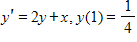 y' = 2y + x, y(1) = 1/4